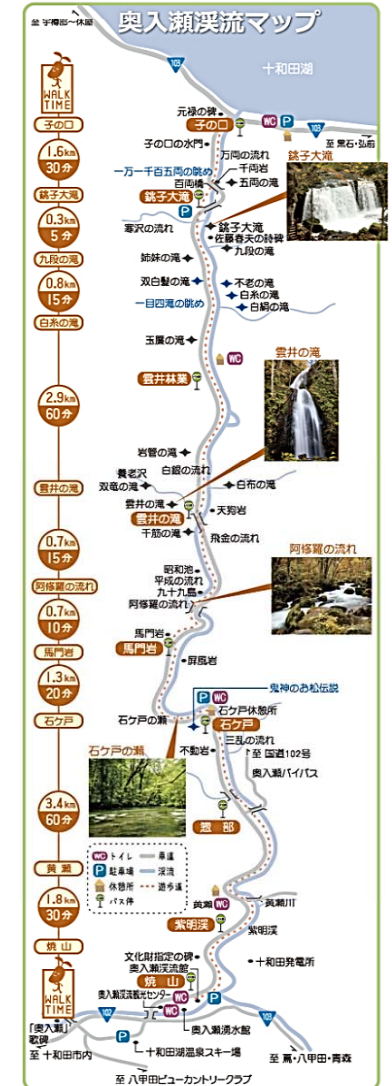 奥入瀬渓流マップ
至 宇樽部～休屋
103
十和田湖
WALK
TIME
元禄の碑
子の口
子の口
WC
P
103
至 黒石・弘前
子の口の水門
1.6km
30分
万両の流れ
千両岩
一万一千百五両の眺め
百両橋
五両の滝
銚子大滝
銚子大滝
銚子大滝
P
0.3km
5分
寒沢の流れ
銚子大滝
佐藤春夫の詩碑
九段の滝
九段の滝
姉妹の滝
0.8km
15分
双白髪の滝
不老の滝
白糸の滝
一目四滝の眺め
白絹の滝
白糸の滝
玉簾の滝
WC
雲井林業
雲井の滝
2.9km
60分
岩菅の滝
白銀の流れ
養老沢
双竜の滝
白布の滝
雲井の滝
雲井の滝
雲井の滝
天狗岩
千筋の滝
飛金の流れ
0.7km
15分
阿修羅の流れ
昭和池
平成の流れ
九十九島
阿修羅の流れ
阿修羅の流れ
0.7km
10分
馬門岩
馬門岩
馬門岩
屏風岩
1.3km
20分
鬼神のお松伝説
P
WC
石ケ戸休憩所
石ケ戸の瀬
石ケ戸
石ケ戸
三乱の流れ
不動岩
至 国道102号
石ケ戸の瀬
奥入瀬バイパス
3.4km
60分
惣部
WC トイレ
車道
P 駐車場
渓流
休憩所
遊歩道
バス停
黄瀬
黄瀬
WC
黄瀬川
紫明渓
紫明渓
1.8km
30分
焼山
文化財指定の碑
奥入瀬渓流館
十和田発電所
焼山
WALK
TIME
奥入瀬渓流観光センター
WC
P
WC
「奥入瀬」
歌碑
102
奥入瀬湧水館
103
P
至 十和田市内
十和田湖温泉スキー場
至 蔦・八甲田・青森
至 八甲田ビューカントリークラブ